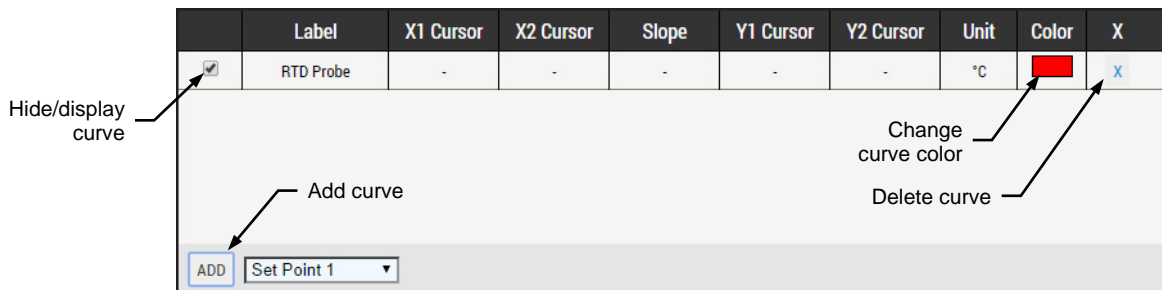 Label X1 Cursor X2 Cursor Slope Y1 Cursor Y2 Cursor Unit Color X
RTD Probe - - - - - °C X
Hide/display
curve
Change
curve color
Add curve
Delete curve
ADD Set Point 1